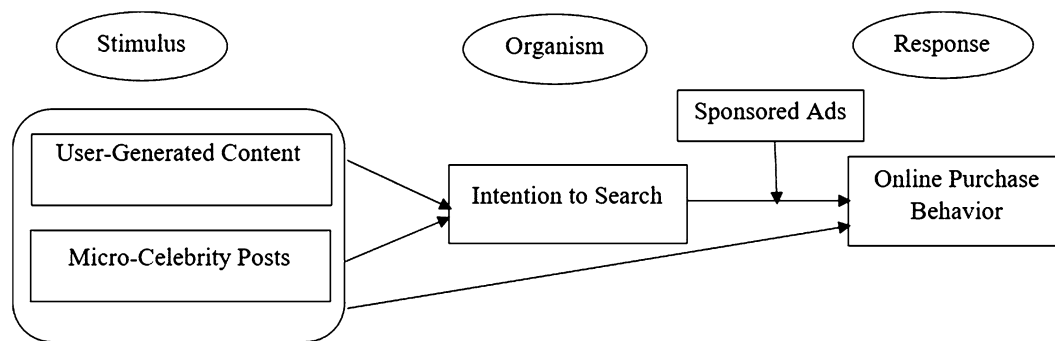 Stimulus
Organism
Response
Sponsored Ads
User-Generated Content
Intention to Search
Online Purchase
Behavior
Micro-Celebrity Posts